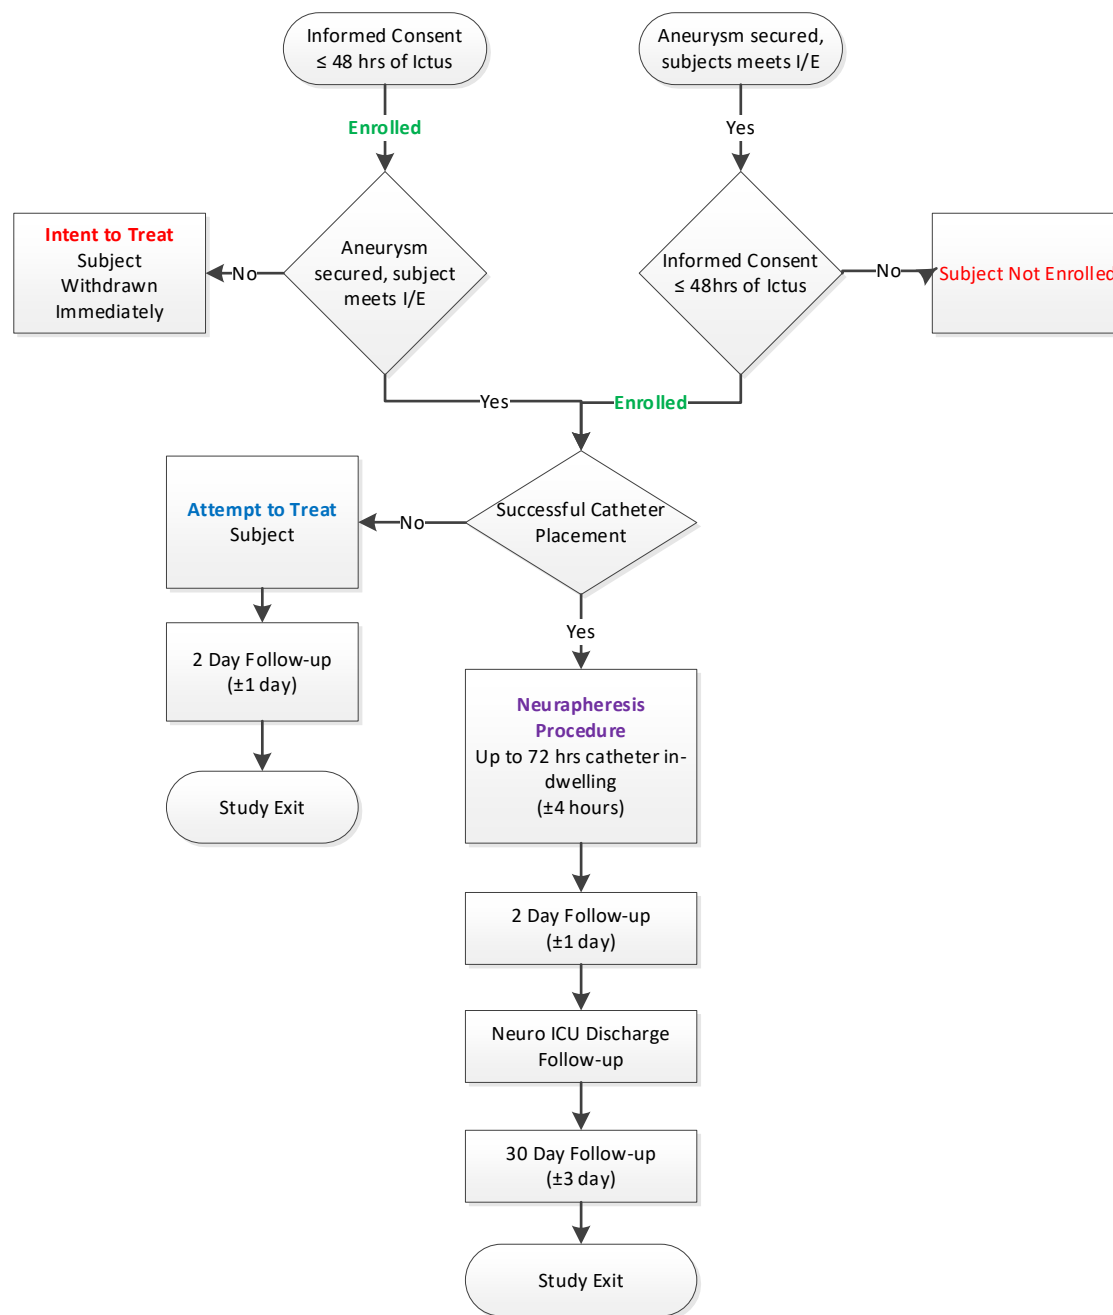 Informed Consent
≤ 48 hrs of Ictus
Aneurysm secured,
subjects meets I/E
Enrolled
Yes
Intent to Treat
Subject
Withdrawn
Immediately
No
Aneurysm
secured, subject
meets I/E
Informed Consent
≤ 48hrs of Ictus
No
Subject Not Enrolled
Yes
Enrolled
Attempt to Treat
Subject
No
Successful Catheter
Placement
Yes
2 Day Follow-up
(±1 day)
Neurapheresis
Procedure
Up to 72 hrs catheter in-
dwelling
(±4 hours)
Study Exit
2 Day Follow-up
(±1 day)
Neuro ICU Discharge
Follow-up
30 Day Follow-up
(±3 day)
Study Exit